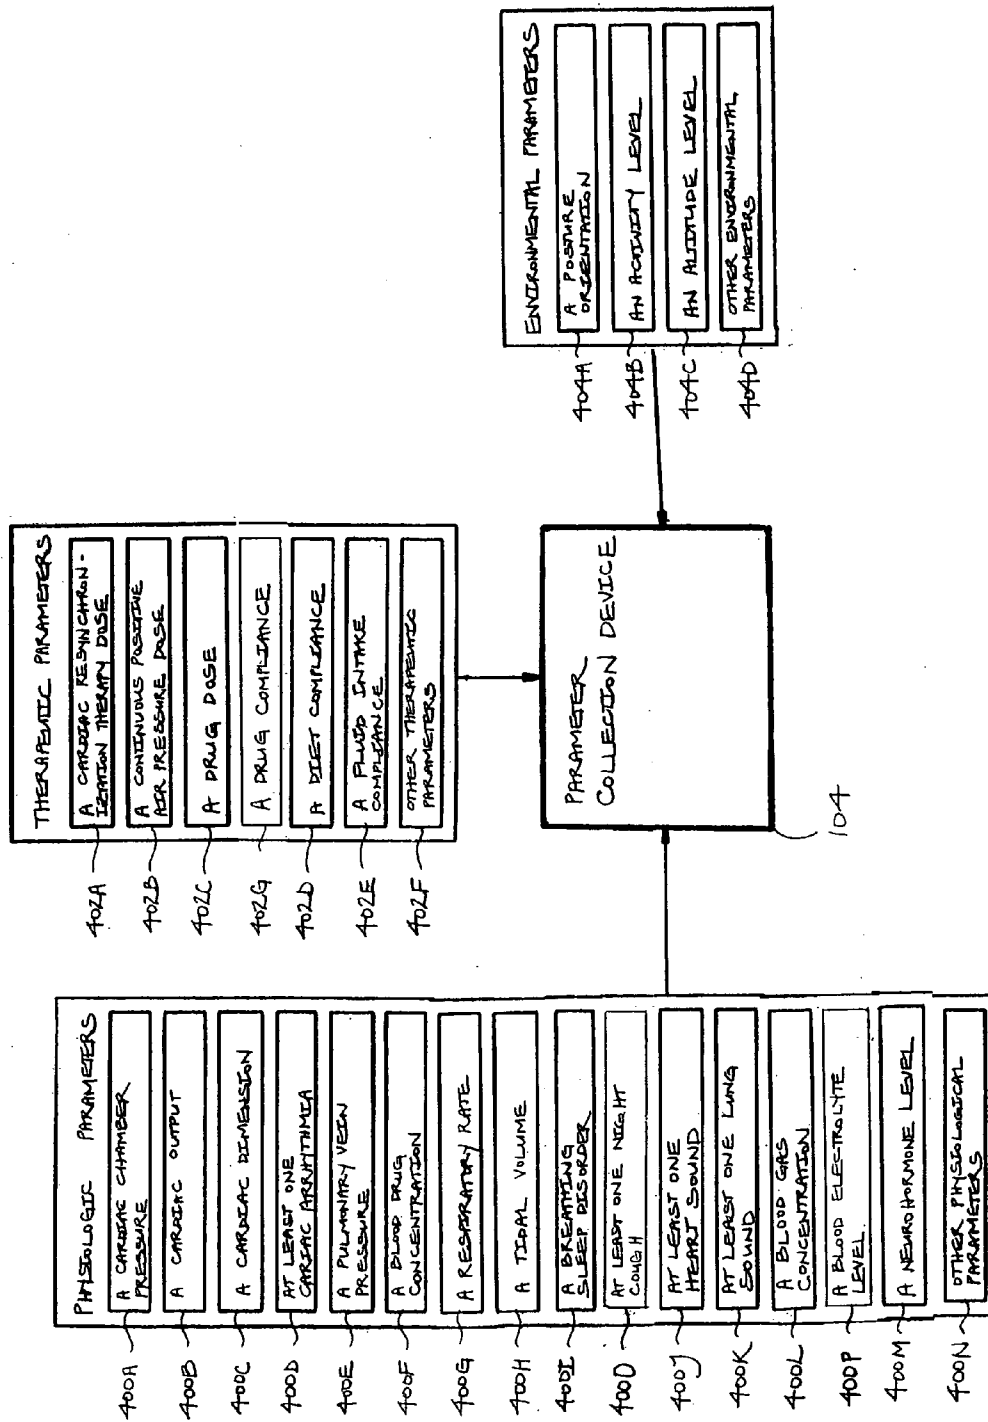 PHYSIOLOGIC PARAMETERS
400A
A CARDIAC CHAMBER
PRESSURE
400B
A CARDIAC OUTPUT
400C
A CARDIAC DIMENSION
400D
AT LEAST ONE
CARIAC ARRHYTHMIA
400E
A PULMONARY VEIN
PRESSURE
400F
A BLOOD DRUG
CONCENTRATION
400G
A RESPIRATORY RATE
400H
A TIDAL VOLUME
400I
A BREATHING
SLEEP DISORDER
400O
AT LEAST ONE NIGHT
COUGH
400J
AT LEAST ONE
HEART SOUND
400K
AT LEAST ONE LUNG
SOUND
400L
A BLOOD GAS
CONCENTRATION
400P
A BLOOD ELECTROLYTE
LEVEL
400M
A NEUROHORMONE LEVEL
400N
OTHER PHYSIOLOGICAL
PARAMETERS
THERAPEUTIC PARAMETERS
402A
A CARDIAC RESYNCHRON-
IZATION THERAPY DOSE
402B
A CONTINUOUS POSITIVE
AIR PRESSURE DOSE
402C
A DRUG DOSE
402G
A DRUG COMPLIANCE
402D
A DIET COMPLIANCE
402E
A FLUID INTAKE
COMPLIANCE
402F
OTHER THERAPEUTIC
PARAMETERS
PARAMETER
COLLECTION DEVICE
104
ENVIRONMENTAL PARAMETERS
404A
A POSTURE
ORIENTATION
404B
AN ACTIVITY LEVEL
404C
AN ALTITUDE LEVEL
404D
OTHER ENVIRONMENTAL
PARAMETERS